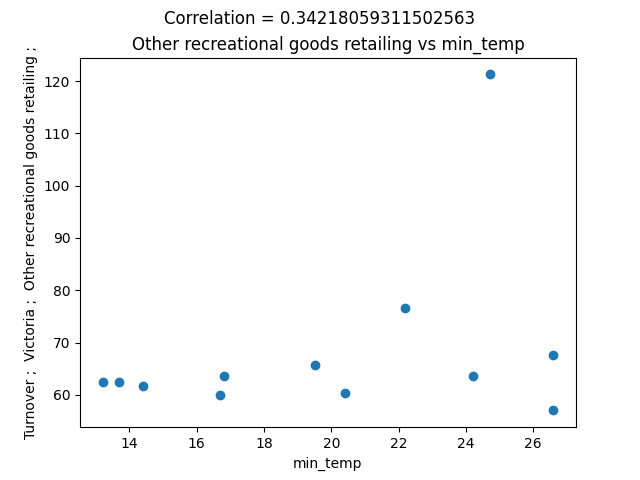 Correlation = 0.34218059311502563
Other recreational goods retailing vs min_temp
Turnover ;  Victoria ;  Other recreational goods retailing ;
120
110
100
90
80
70
60
14 16 18 20 22 24 26
min_temp